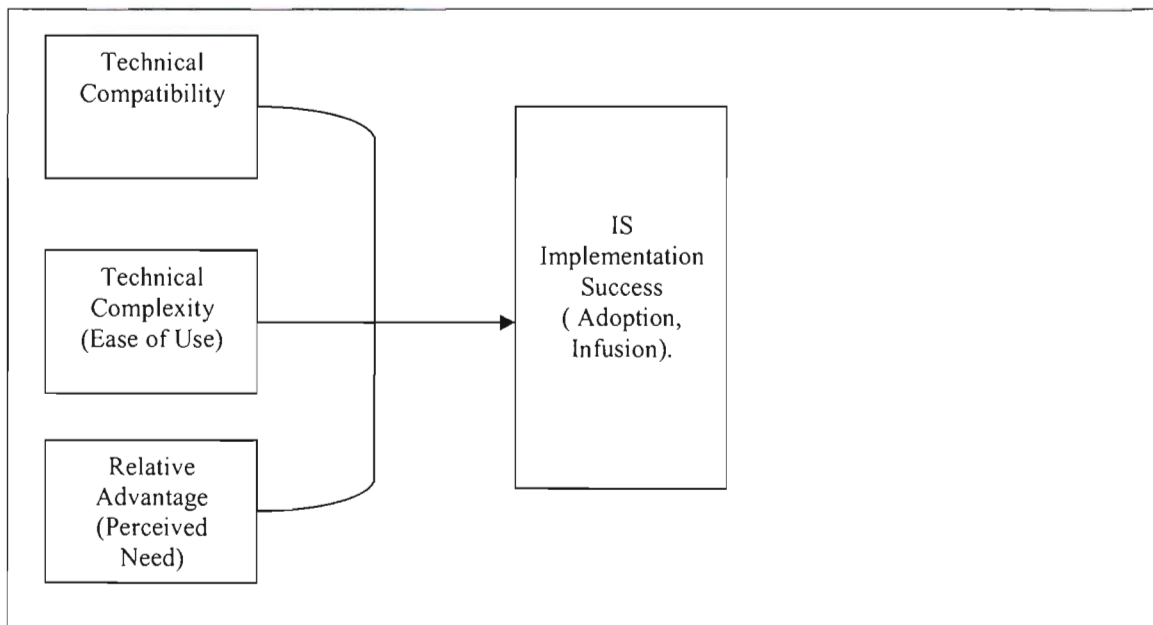 Technical
Compatibility
Technical
Complexity
(Ease of Use)
Relative
Advantage
(Perceived
Need)
IS
Implementation
Success
( Adoption,
Infusion).